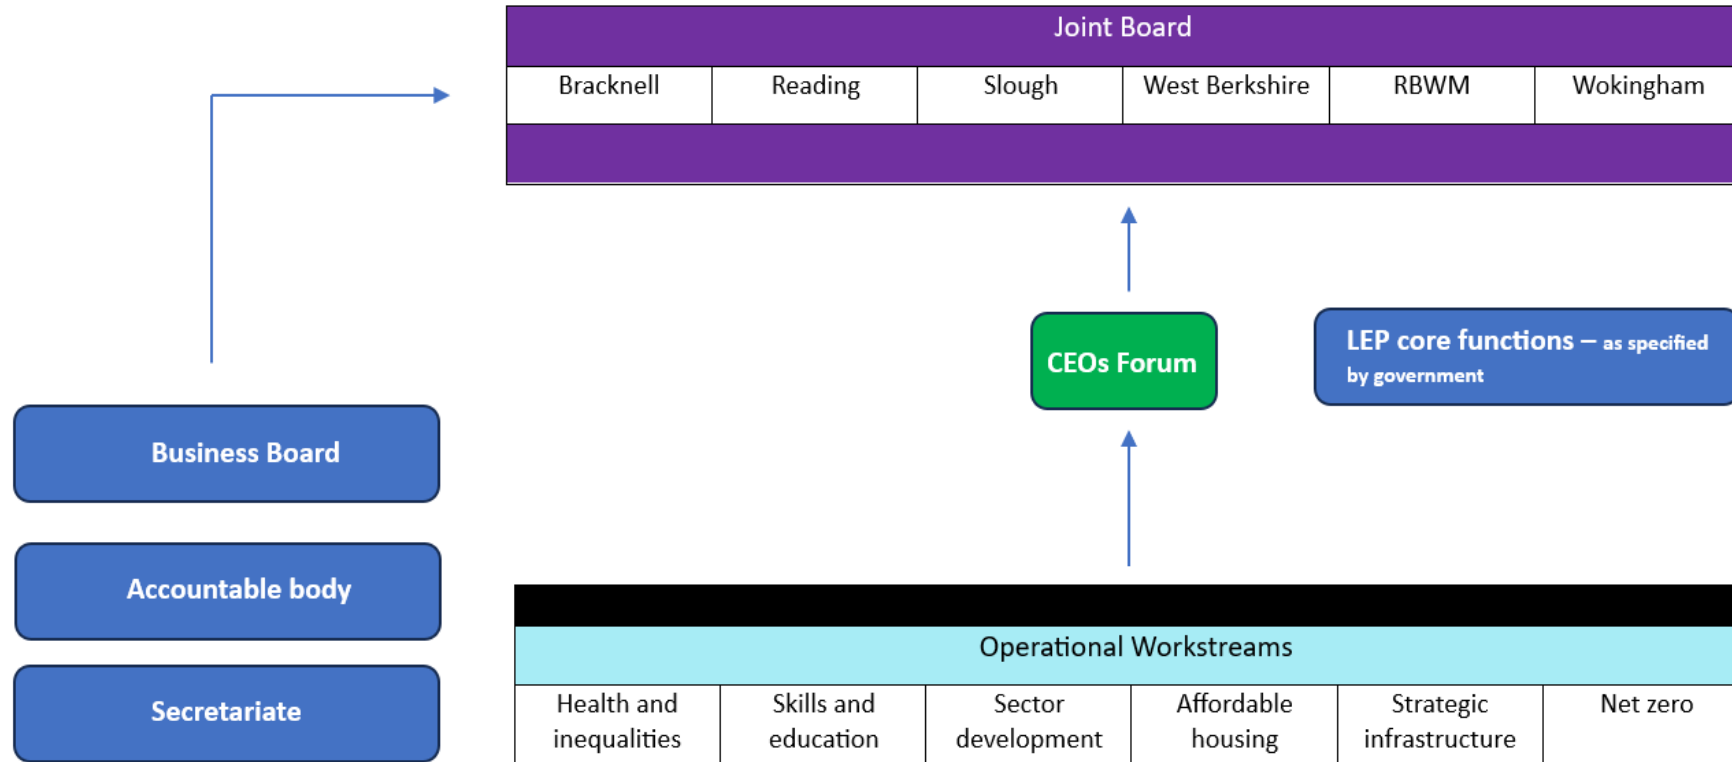 Joint Board
Bracknell
Reading
Slough
West Berkshire
RBWM
Wokingham
CEOs Forum
LEP core functions – as specified
by government
Business Board
Accountable body
Secretariate
Operational Workstreams
Health and
inequalities
Skills and
education
Sector
development
Affordable
housing
Strategic
infrastructure
Net zero